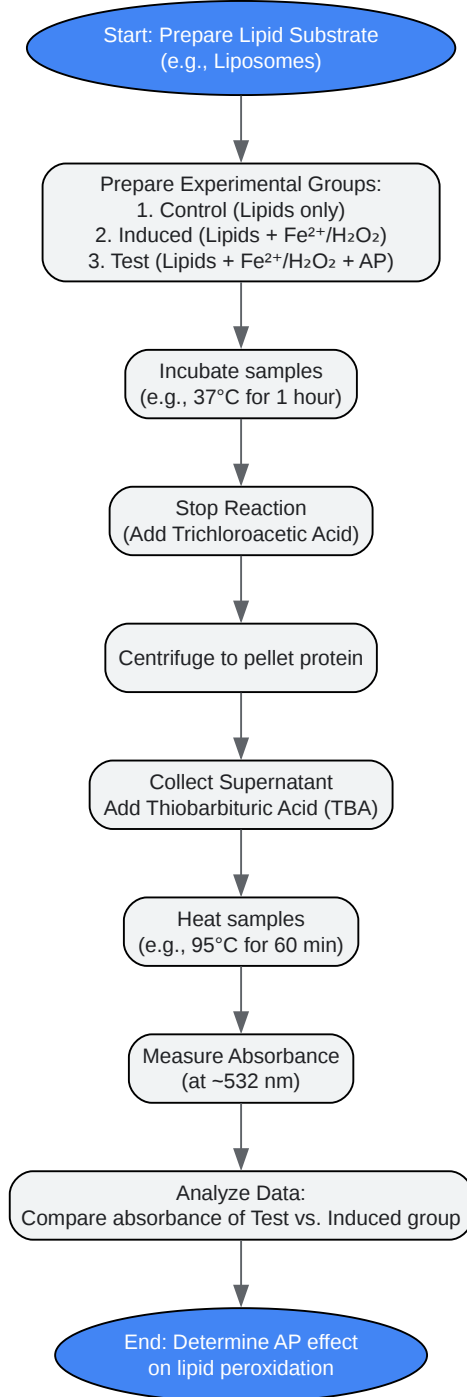 Start: Prepare Lipid Substrate
(e.g., Liposomes)
Prepare Experimental Groups:
1. Control (Lipids only)
2. Induced (Lipids + Fe²⁺/H₂O₂)
3. Test (Lipids + Fe²⁺/H₂O₂ + AP)
Incubate samples
(e.g., 37°C for 1 hour)
Stop Reaction
(Add Trichloroacetic Acid)
Centrifuge to pellet protein
Collect Supernatant
Add Thiobarbituric Acid (TBA)
Heat samples
(e.g., 95°C for 60 min)
Measure Absorbance
(at ~532 nm)
Analyze Data:
Compare absorbance of Test vs. Induced group
End: Determine AP effect
on lipid peroxidation